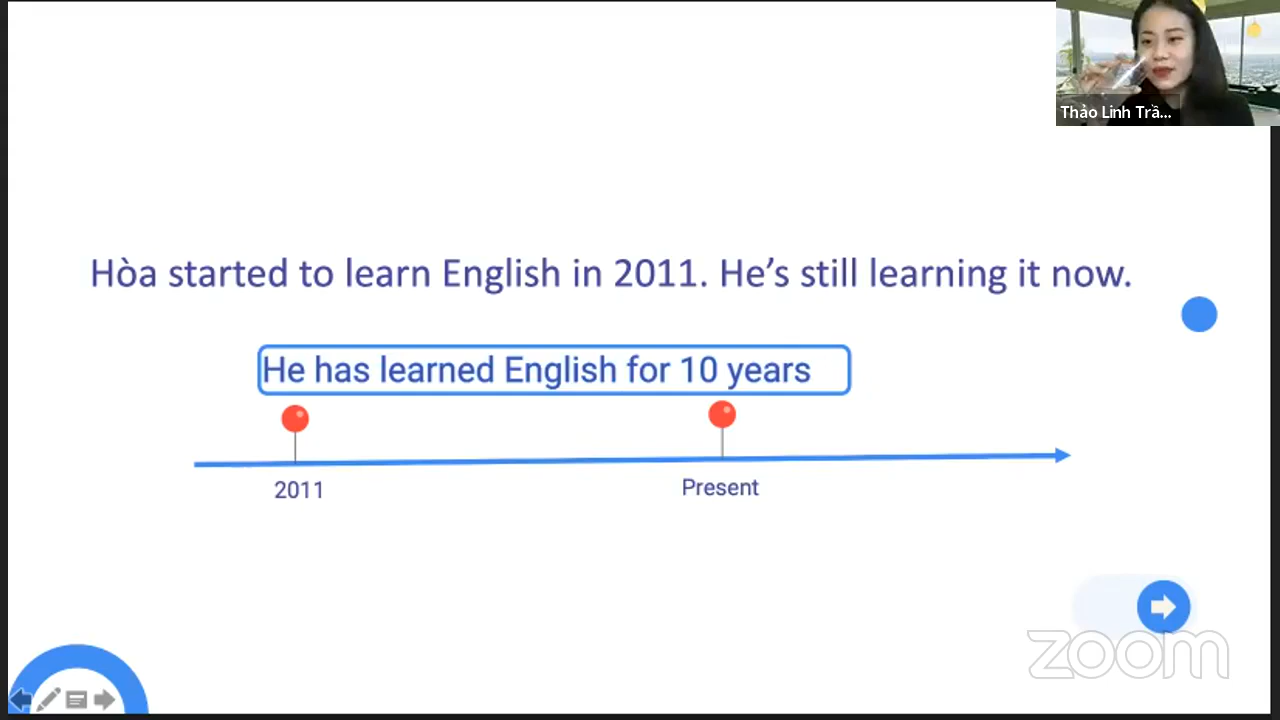 Thảo Linh Trầ...
Hòa started to learn English in 2011. He’s still learning it now.
He has learned English for 10 years
2011
Present
zoom